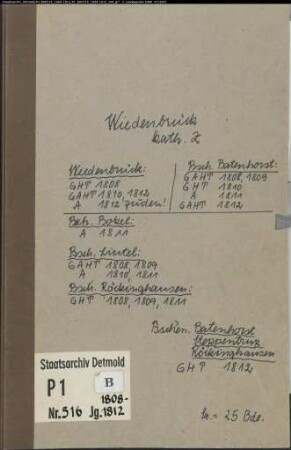 Wiedenbrück
kath. Z
Wiedenbrück:
GHT 1808
GAHT 1810, 1812
A 1812 Juden!
Bsch. Batenhorst:
GAHT 1808, 1809
GHT 1810
A 1811
GAHT 1812
Bsch. Bokel:
A 1811
Bsch. Lintel:
GAHT 1808, 1809
A 1810, 1811
Bsch. Röckinghausen:
GHT 1808, 1809, 1811
Bschen. Batenhorst
Röckinghausen
GHT 1812
Staatsarchiv Detmold
P1
B
1808-
Nr. 516 Jg. 1812
= 25 Bde.